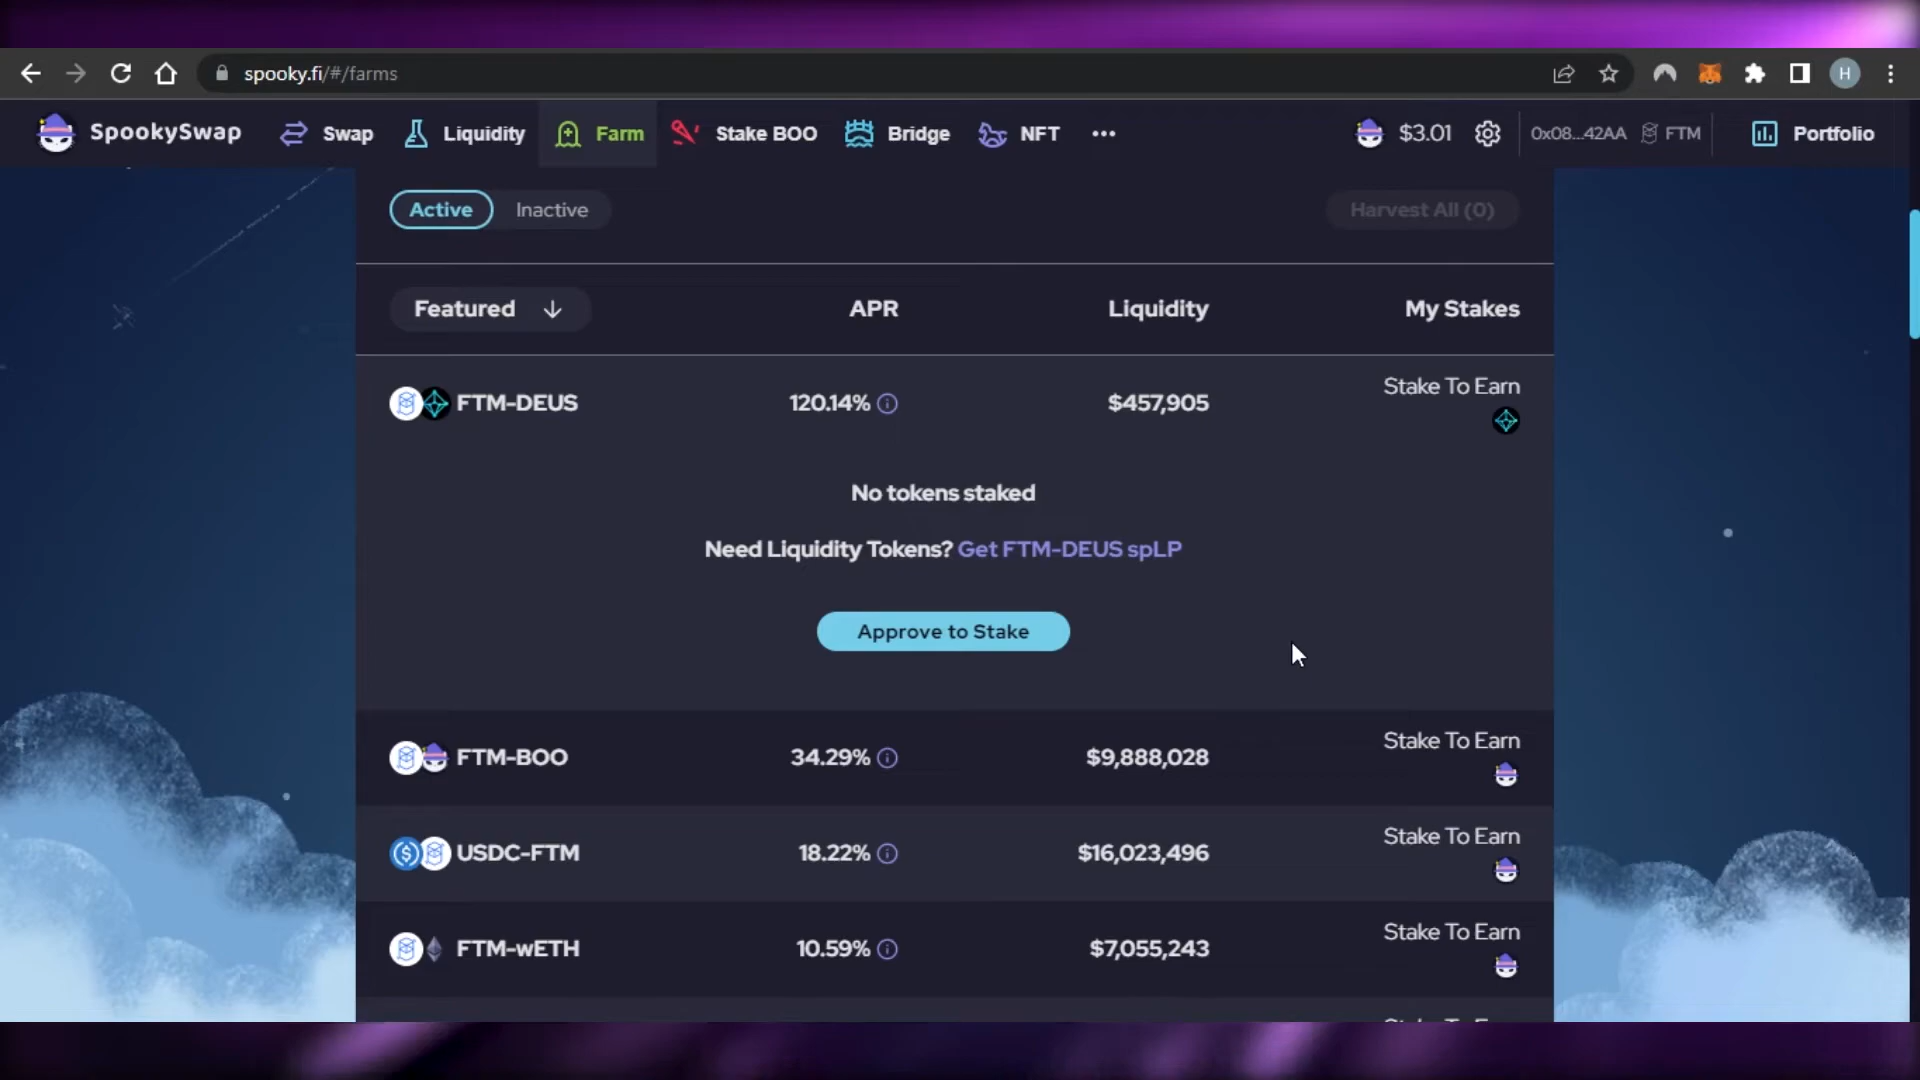 spooky.fi/#/farms
H
SpookySwap Swap Liquidity Farm Stake BOO Bridge NFT ••• $3.01 0x08...42AA FTM Portfolio
Active Inactive Harvest All (0)
Featured ↓ APR Liquidity My Stakes
FTM-DEUS 120.14% $457,905 Stake To Earn
No tokens staked
Need Liquidity Tokens? Get FTM-DEUS spLP
Approve to Stake
FTM-BOO 34.29% $9,888,028 Stake To Earn
USDC-FTM 18.22% $16,023,496 Stake To Earn
FTM-wETH 10.59% $7,055,243 Stake To Earn